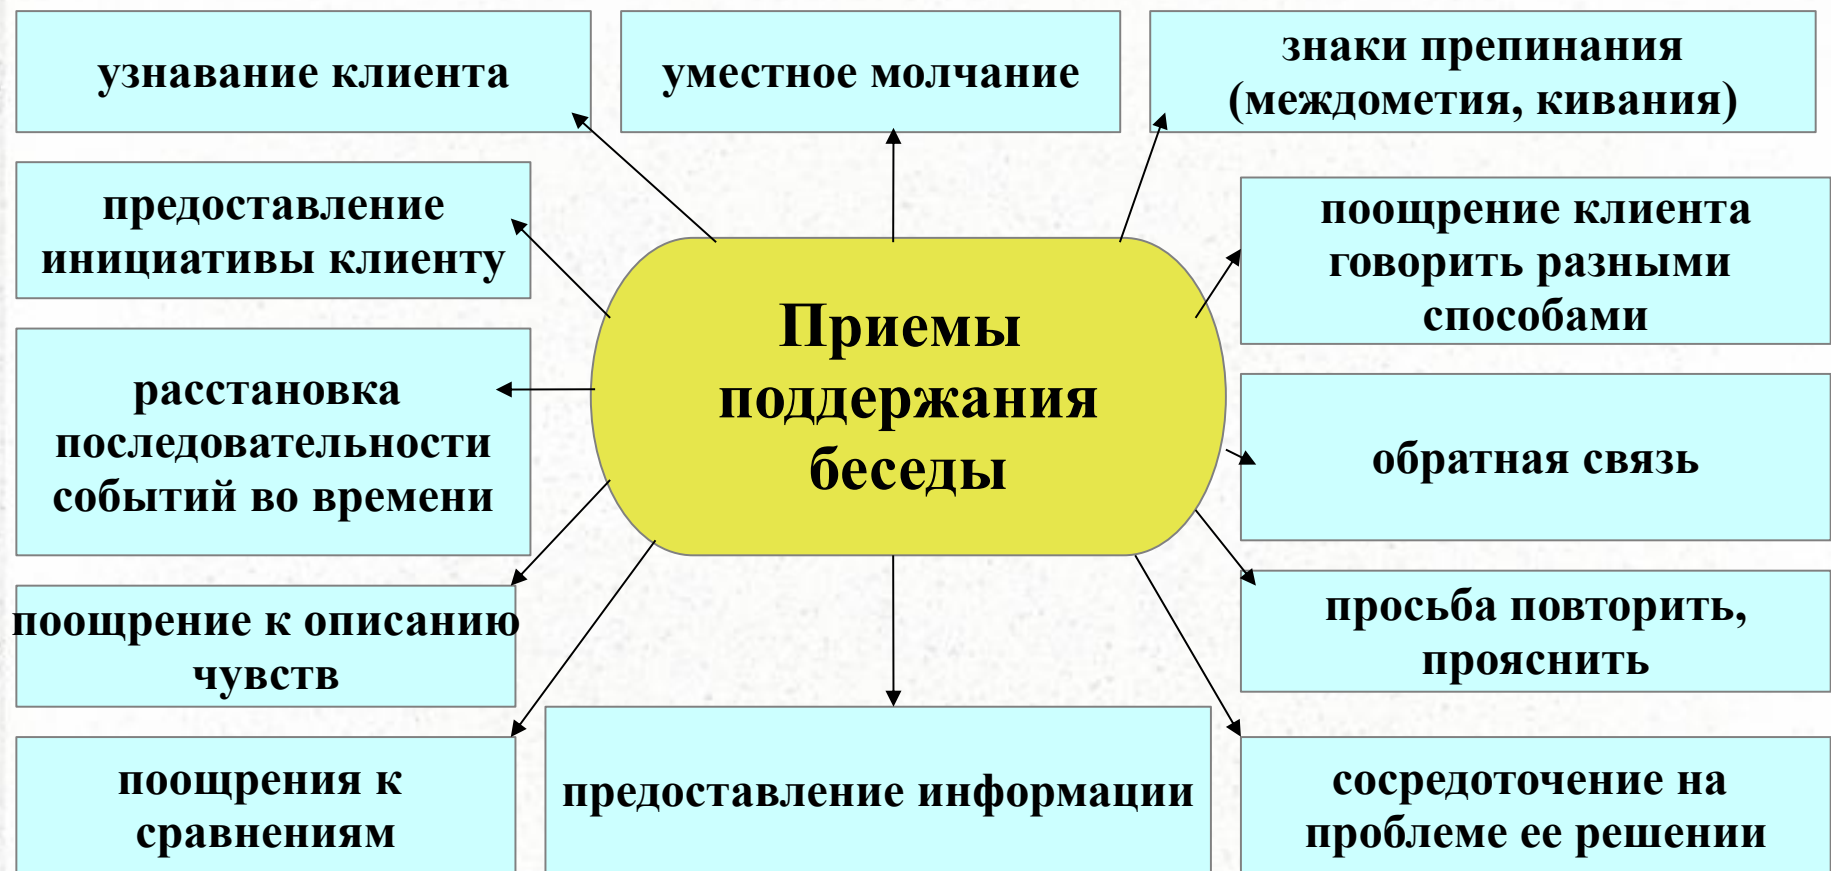 узнавание клиента
уместное молчание
знаки препинания
(междометия, кивания)
предоставление
инициативы клиенту
поощрение клиента
говорить разными
способами
Приемы
поддержания
беседы
расстановка
последовательности
событий во времени
обратная связь
поощрение к описанию
чувств
просьба повторить,
прояснить
поощрения к
сравнениям
предоставление информации
сосредоточение на
проблеме ее решении